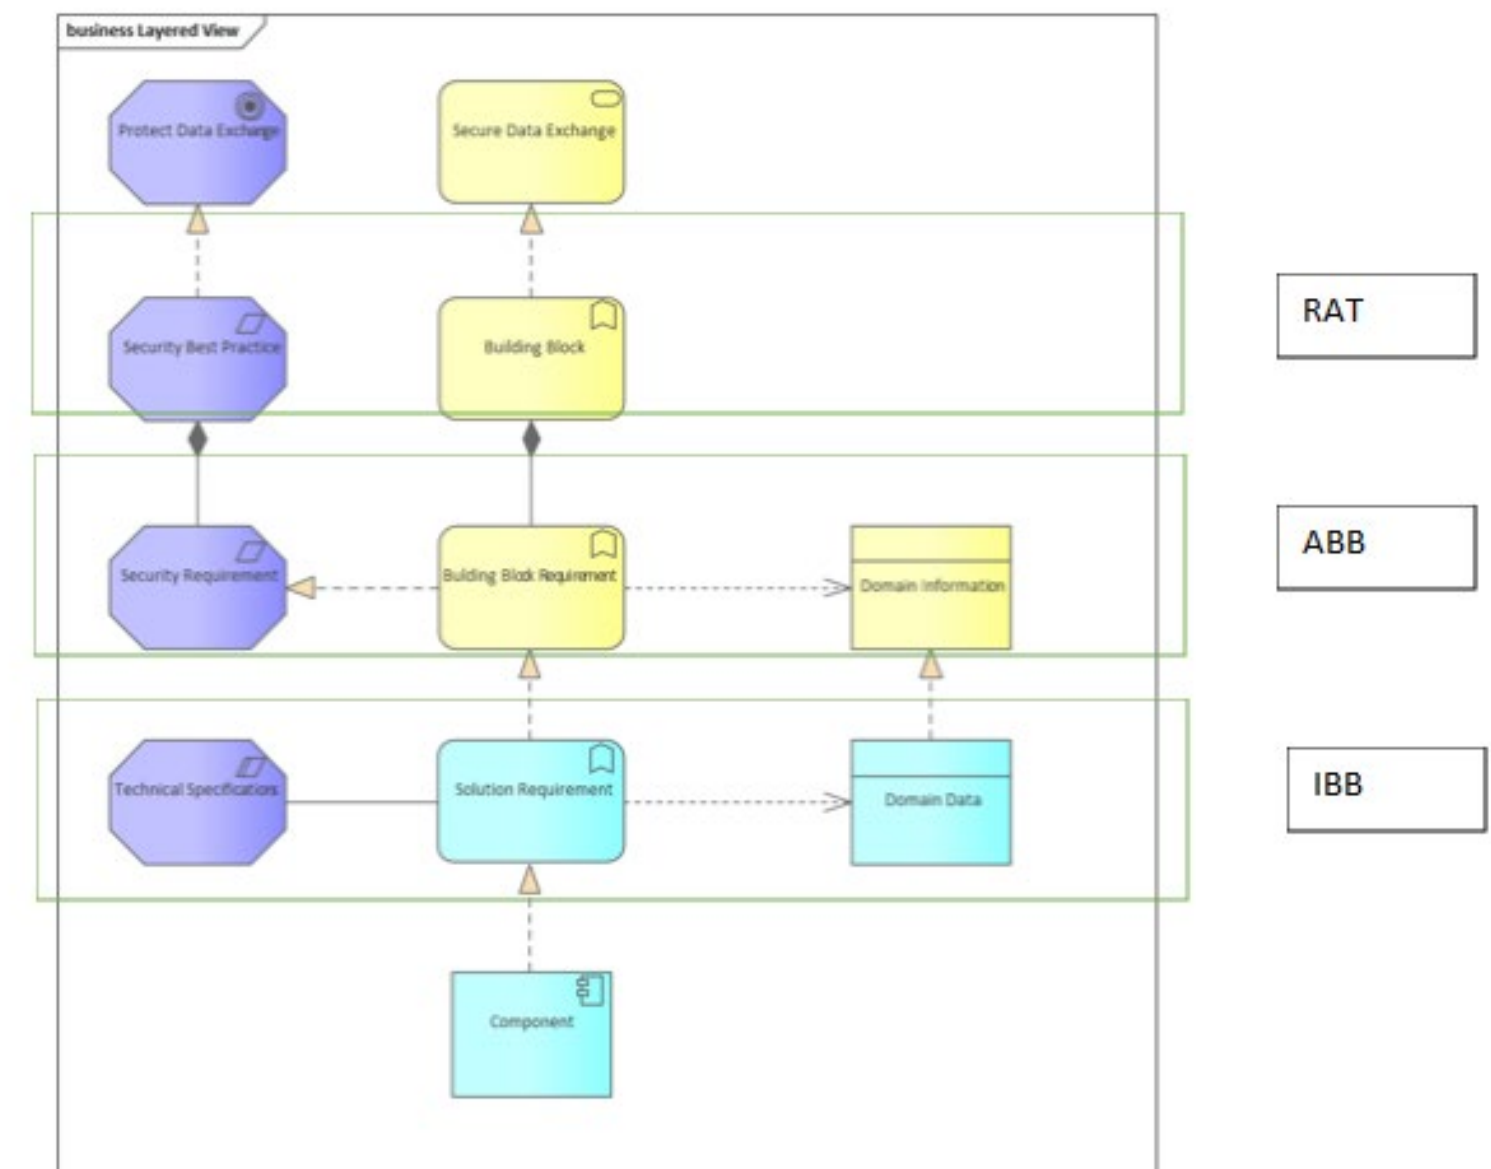 business Layered View
Protect Data Exchange
Secure Data Exchange
Security Best Practice
Building Block
RAT
Security Requirement
Bulding Block Requirement
Domain Information
ABB
Technical Specifications
Solution Requirement
Domain Data
IBB
Component